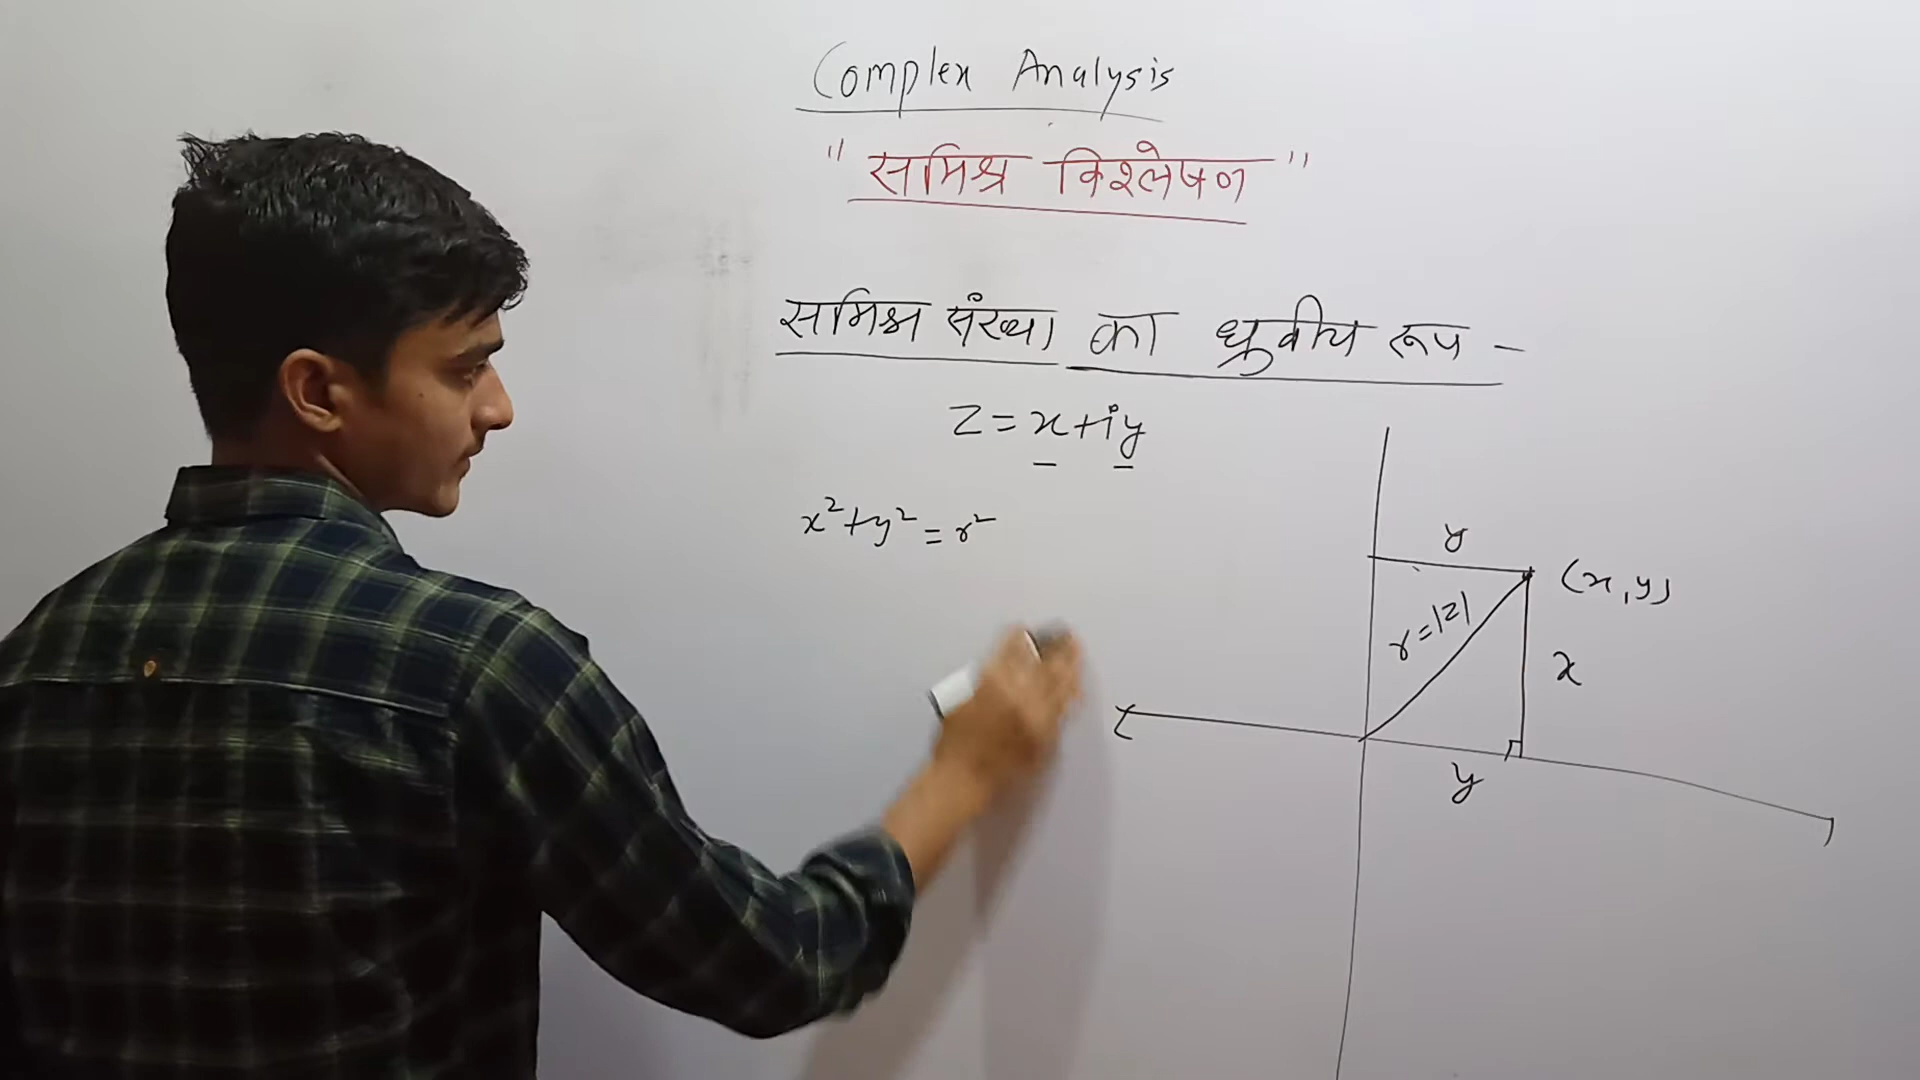 Complex Analysis
" समिश्र विश्लेषण "
समिश्र संख्या का ध्रुवीय रूप -
Z = x+iy
x²+y² = r²
y
(x, y)
r = |z|
x
y